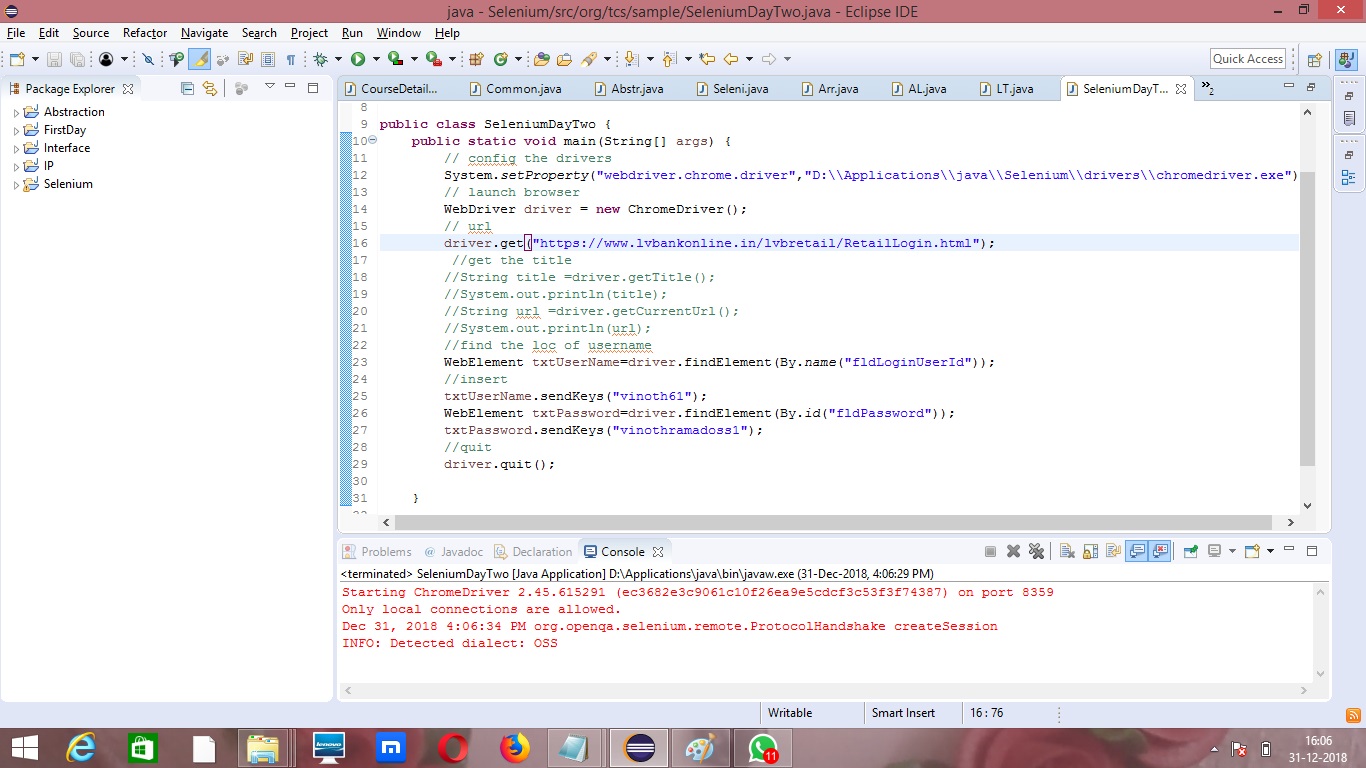 java - Selenium/src/org/tcs/sample/SeleniumDayTwo.java - Eclipse IDE
File Edit Source Refactor Navigate Search Project Run Window Help
Quick Access
Package Explorer
Abstraction
FirstDay
Interface
IP
Selenium
CourseDetail... Common.java Abstr.java Seleni.java Arr.java AL.java LT.java SeleniumDayT... »2
8
9 public class SeleniumDayTwo {
10 public static void main(String[] args) {
11 // config the drivers
12 System.setProperty("webdriver.chrome.driver","D:\\Applications\\java\\Selenium\\drivers\\chromedriver.exe")
13 // launch browser
14 WebDriver driver = new ChromeDriver();
15 // url
16 driver.get("https://www.lvbankonline.in/lvbretail/RetailLogin.html");
17 //get the title
18 //String title =driver.getTitle();
19 //System.out.println(title);
20 //String url =driver.getCurrentUrl();
21 //System.out.println(url);
22 //find the loc of username
23 WebElement txtUserName=driver.findElement(By.name("fldLoginUserId"));
24 //insert
25 txtUserName.sendKeys("vinoth61");
26 WebElement txtPassword=driver.findElement(By.id("fldPassword"));
27 txtPassword.sendKeys("vinothramadoss1");
28 //quit
29 driver.quit();
30
31 }
Problems @ Javadoc Declaration Console
<terminated> SeleniumDayTwo [Java Application] D:\Applications\java\bin\javaw.exe (31-Dec-2018, 4:06:29 PM)
Starting ChromeDriver 2.45.615291 (ec3682e3c9061c10f26ea9e5cdcf3c53f3f74387) on port 8359
Only local connections are allowed.
Dec 31, 2018 4:06:34 PM org.openqa.selenium.remote.ProtocolHandshake createSession
INFO: Detected dialect: OSS
Writable Smart Insert 16 : 76
lenovo
11
16:06
31-12-2018